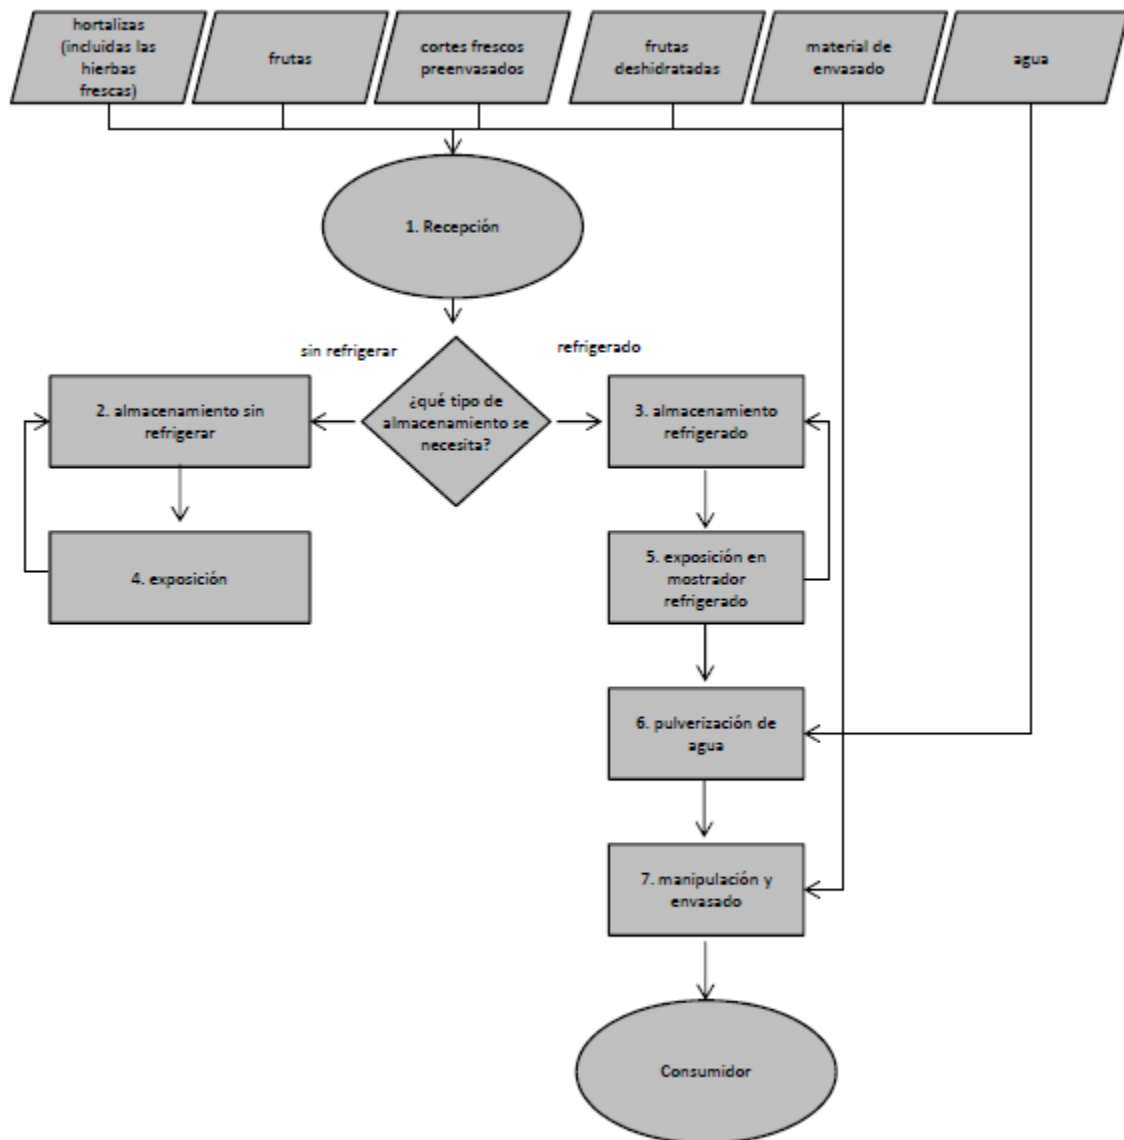 hortalizas
(incluidas las
hierbas
frescas)
frutas
cortes frescos
preenvasados
frutas
deshidratadas
material de
envasado
agua
1. Recepción
sin refrigerar
refrigerado
¿qué tipo de
almacenamiento se
necesita?
2. almacenamiento sin
refrigerar
3. almacenamiento
refrigerado
4. exposición
5. exposición en
mostrador
refrigerado
6. pulverización de
agua
7. manipulación y
envasado
Consumidor